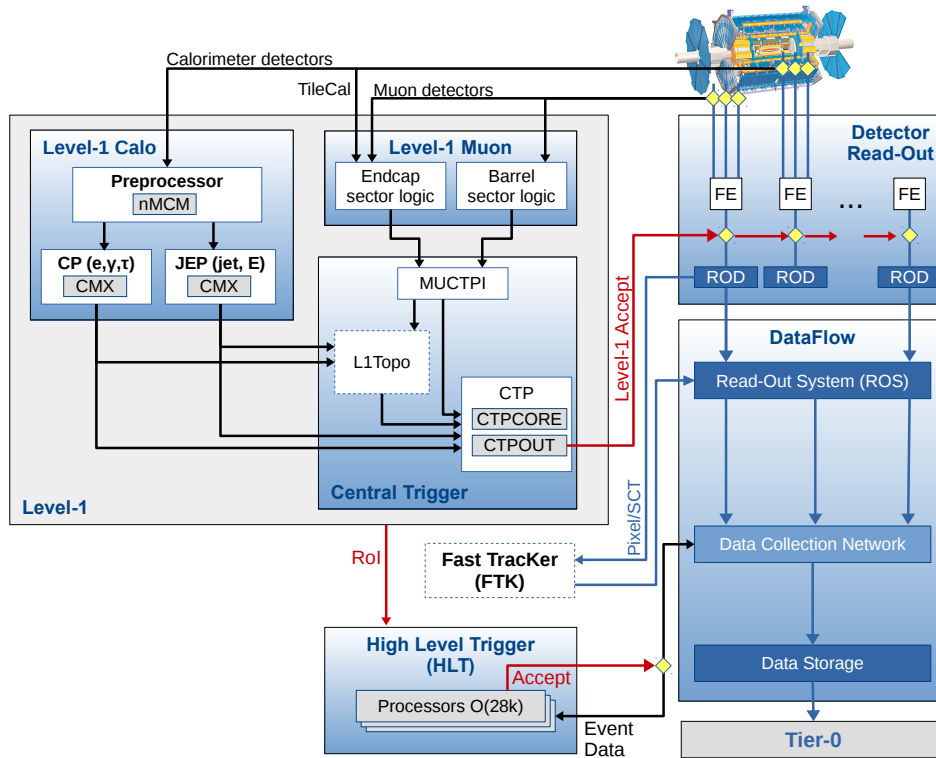 Calorimeter detectors
TileCal
Muon detectors
Level-1 Calo
Preprocessor
nMCM
CP (e,γ,τ)
CMX
JEP (jet, E)
CMX
Level-1 Muon
Endcap
sector logic
Barrel
sector logic
MUCTPI
L1Topo
CTP
CTPCORE
CTPOUT
Central Trigger
Level-1
Level-1 Accept
Detector
Read-Out
FE
FE
...
FE
ROD
ROD
ROD
DataFlow
Read-Out System (ROS)
Pixel/SCT
Data Collection Network
RoI
Fast TracKer
(FTK)
High Level Trigger
(HLT)
Accept
Processors O(28k)
Event
Data
Data Storage
Tier-0